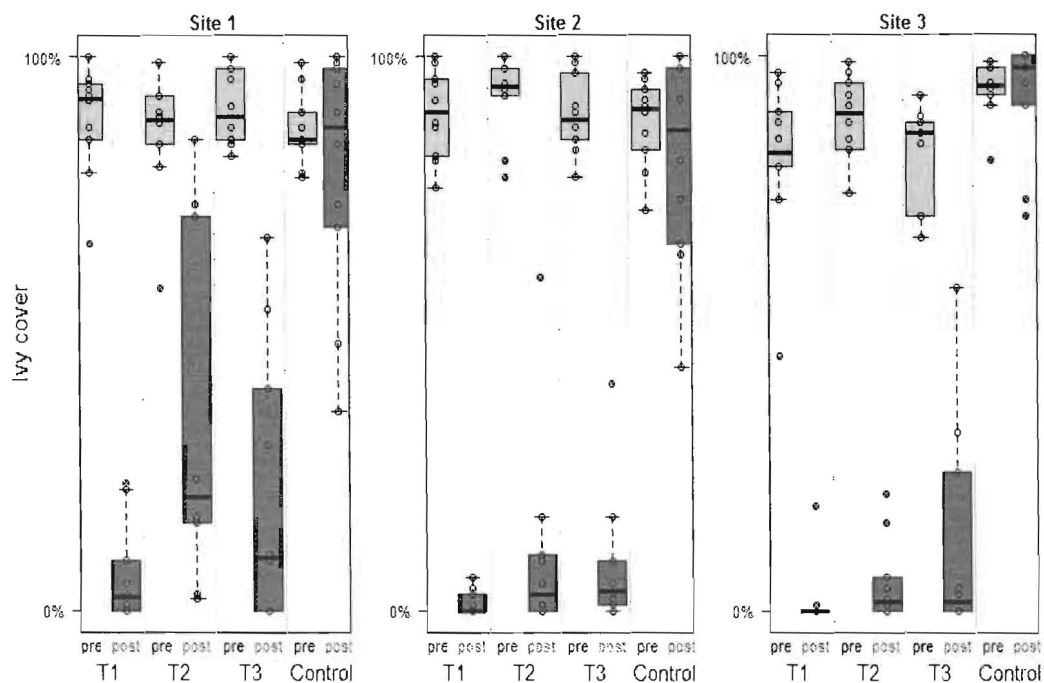 Site 1 Site 2 Site 3
100% 100% 100%
Ivy cover
0% 0% 0%
pre post pre post pre post pre post pre post pre post pre post pre post pre post pre post pre post pre post
T1 T2 T3 Control T1 T2 T3 Control T1 T2 T3 Control